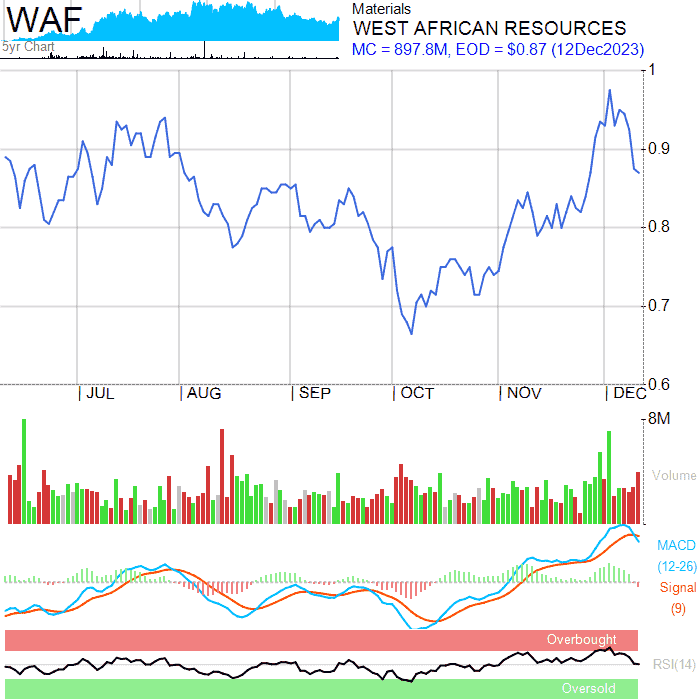 WAF
5yr Chart
Materials
WEST AFRICAN RESOURCES
MC = 897.8M, EOD = $0.87 (12Dec2023)
1
0.9
0.8
0.7
0.6
| JUL | AUG | SEP | OCT | NOV | DEC
8M
Volume
MACD
(12-26)
Signal
(9)
Overbought
RSI(14)
Oversold